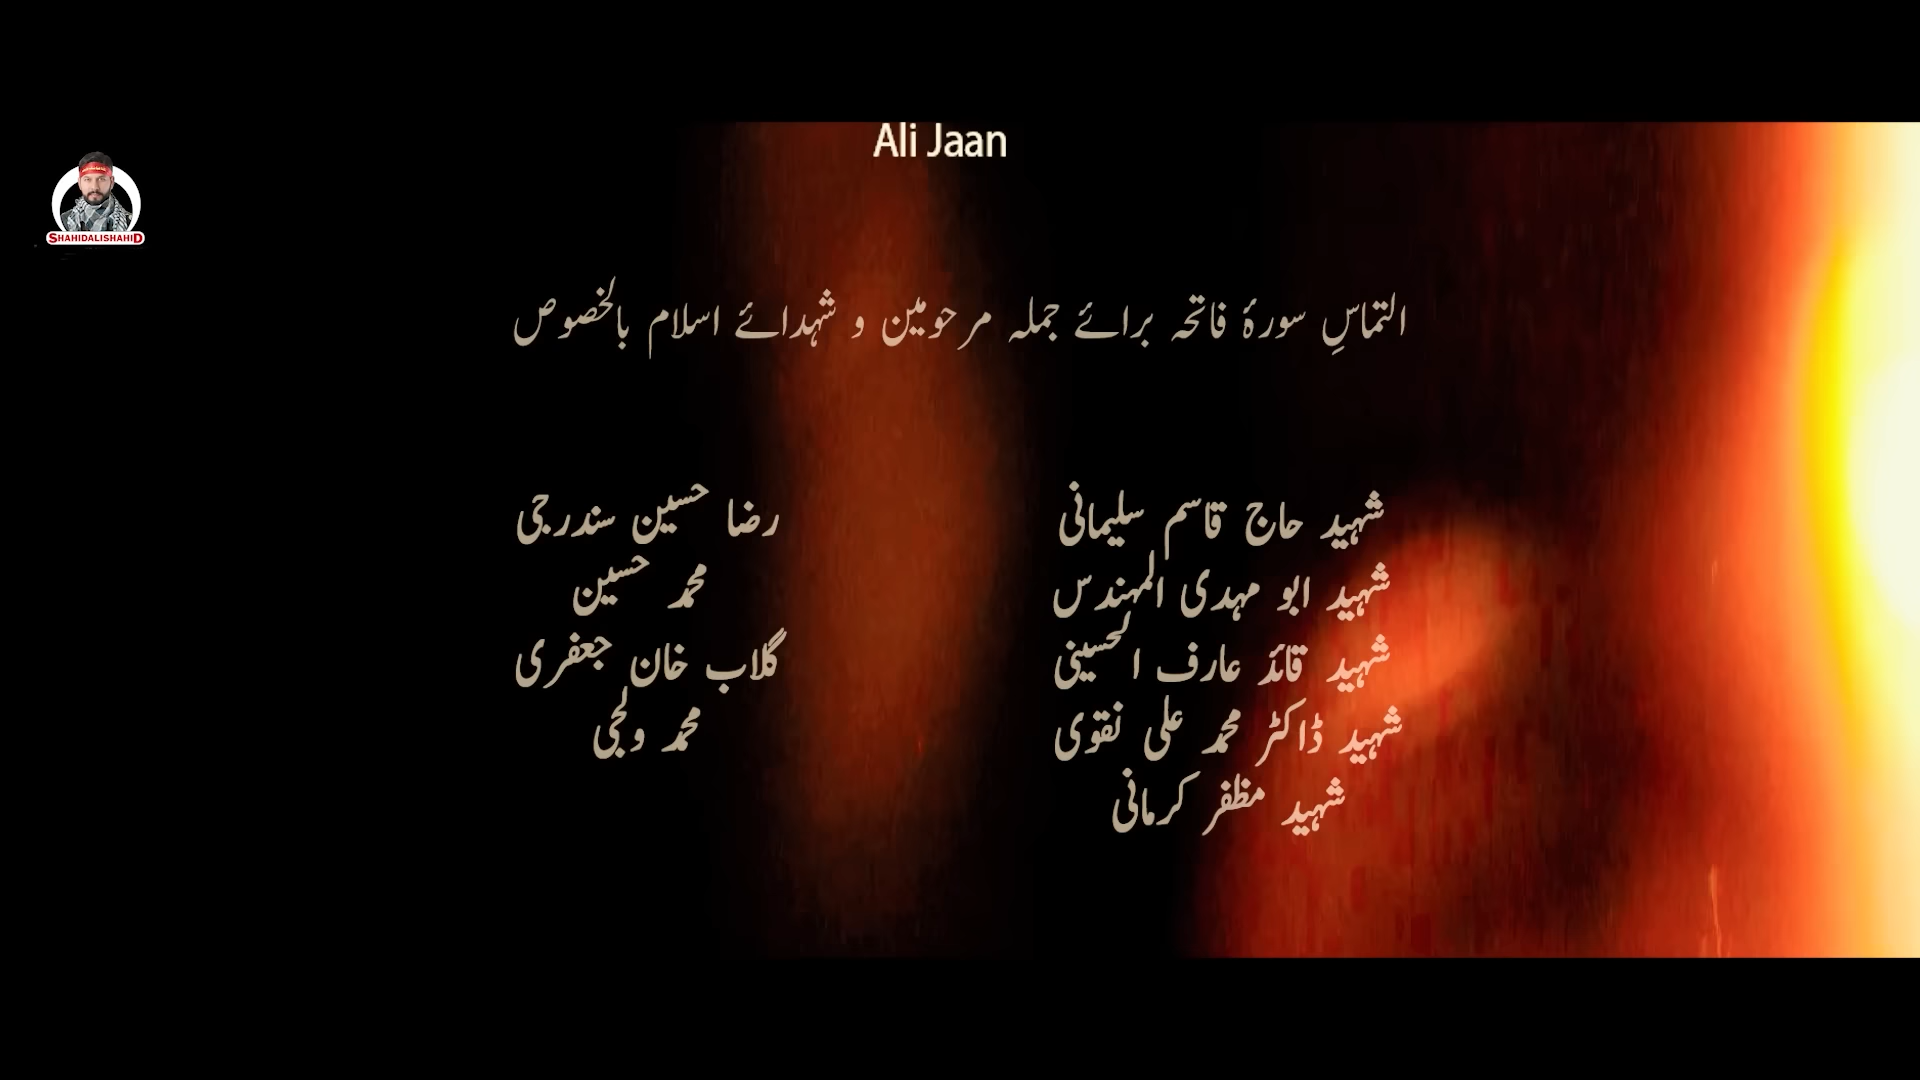 Ali Jaan
SHAHIDALISHAHID
التماسِ سورۂ فاتحہ برائے جملہ مرحومین و شہدائے اسلام بالخصوص
شہید حاج قاسم سلیمانی
شہید ابو مہدی المہندس
شہید قائد عارف الحسینی
شہید ڈاکٹر محمد علی نقوی
شہید مظفر کرمانی
رضا حسین سندرجی
محمد حسین
گلاب خان جعفری
محمد ولجی